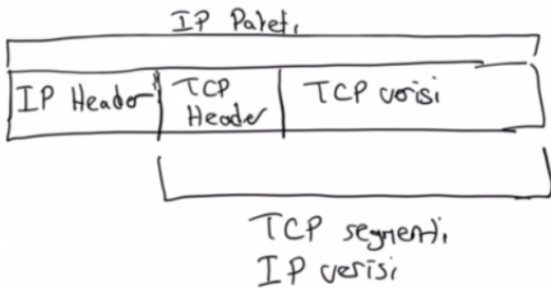 IP Paketi
IP Header
TCP Header
TCP verisi
TCP segmenti
IP verisi